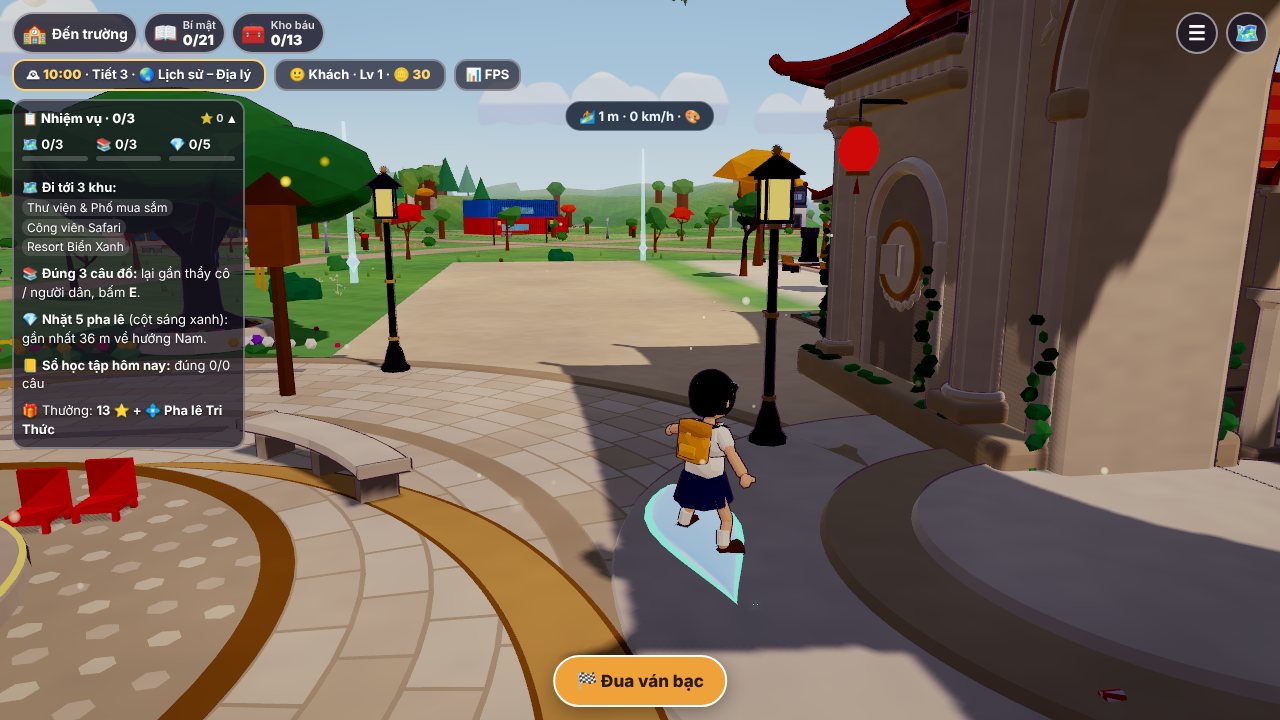 Đến trường
Bí mật
0/21
Kho báu
0/13
10:00 · Tiết 3 · Lịch sử – Địa lý
Khách · Lv 1 · 30
FPS
1 m · 0 km/h ·
Nhiệm vụ · 0/3
0 ▲
0/3
0/3
0/5
Đi tới 3 khu:
Thư viện & Phố mua sắm
Công viên Safari
Resort Biển Xanh
Đúng 3 câu đố: lại gần thầy cô
/ người dân, bấm E.
Nhặt 5 pha lê (cột sáng xanh):
gần nhất 36 m về hướng Nam.
Sổ học tập hôm nay: đúng 0/0
câu
Thưởng: 13 ⭐ + 💠 Pha lê Tri
Thức
Đua ván bạc